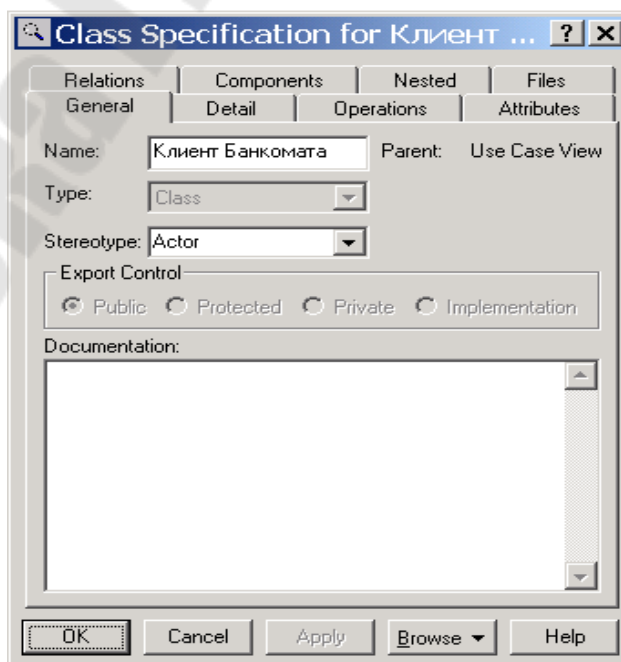 Class Specification for Клиент ...
Relations Components Nested Files
General Detail Operations Attributes
Name: Клиент Банкомата Parent: Use Case View
Type: Class
Stereotype: Actor
Export Control
Public Protected Private Implementation
Documentation:
OK Cancel Apply Browse Help